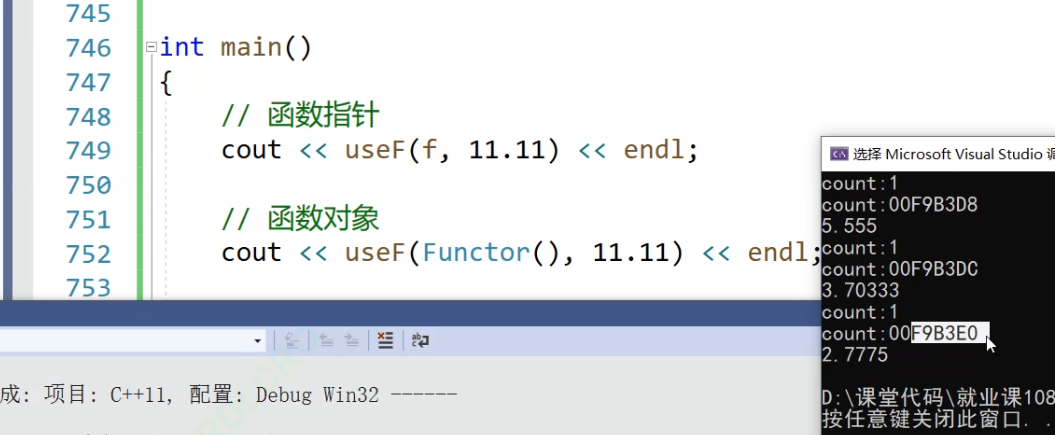 745
746 int main()
747 {
748 // 函数指针
749 cout << useF(f, 11.11) << endl;
750
751 // 函数对象
752 cout << useF(Functor(), 11.11) << endl;
753
选择 Microsoft Visual Studio 调
count:1
count:00F9B3D8
5.555
count:1
count:00F9B3DC
3.70333
count:1
count:00F9B3E0
2.7775
D:\课堂代码\就业课108
按任意键关闭此窗口. . .
成: 项目: C++11, 配置: Debug Win32 ------